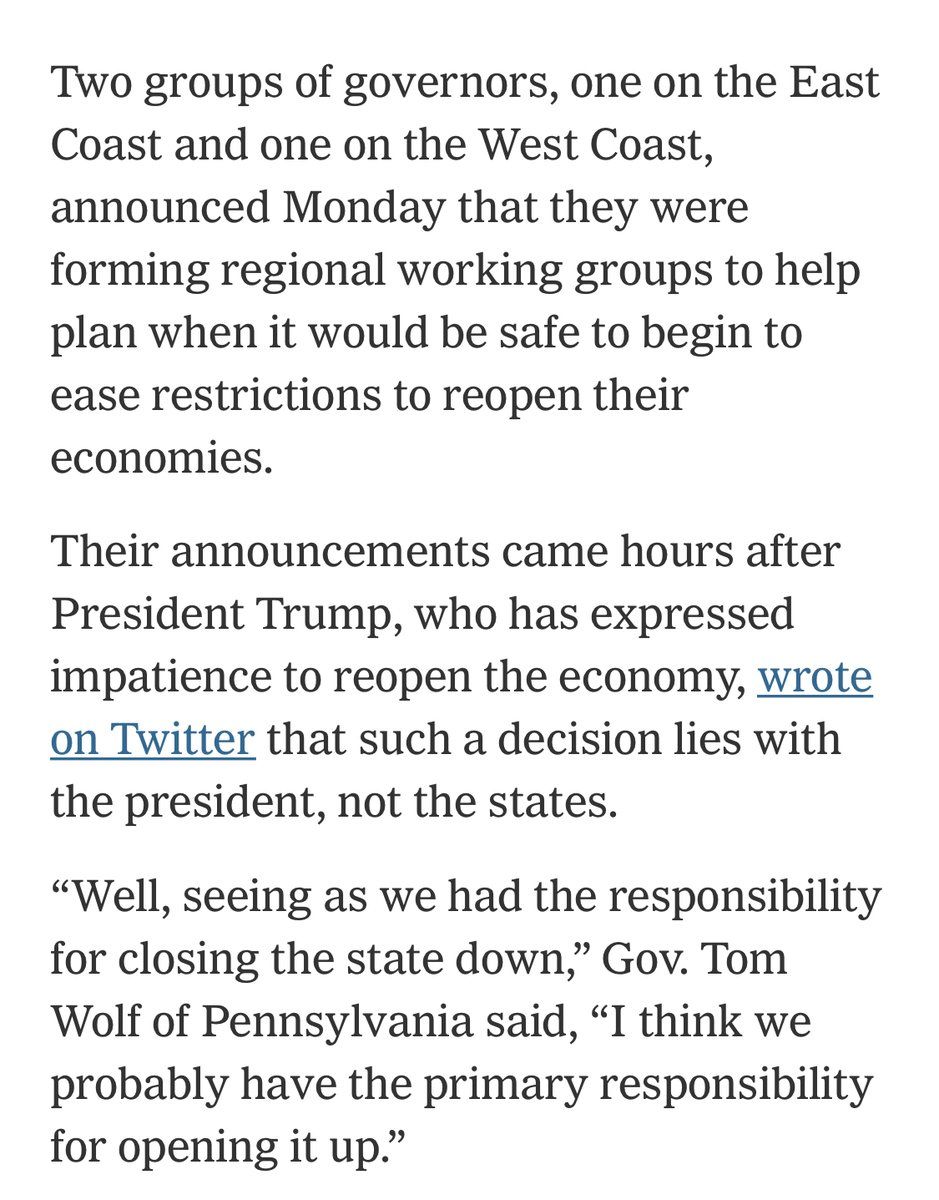 Two groups of governors, one on the East
Coast and one on the West Coast,
announced Monday that they were
forming regional working groups to help
plan when it would be safe to begin to
ease restrictions to reopen their
economies.
Their announcements came hours after
President Trump, who has expressed
impatience to reopen the economy, wrote
on Twitter that such a decision lies with
the president, not the states.
“Well, seeing as we had the responsibility
for closing the state down,” Gov. Tom
Wolf of Pennsylvania said, “I think we
probably have the primary responsibility
for opening it up.”